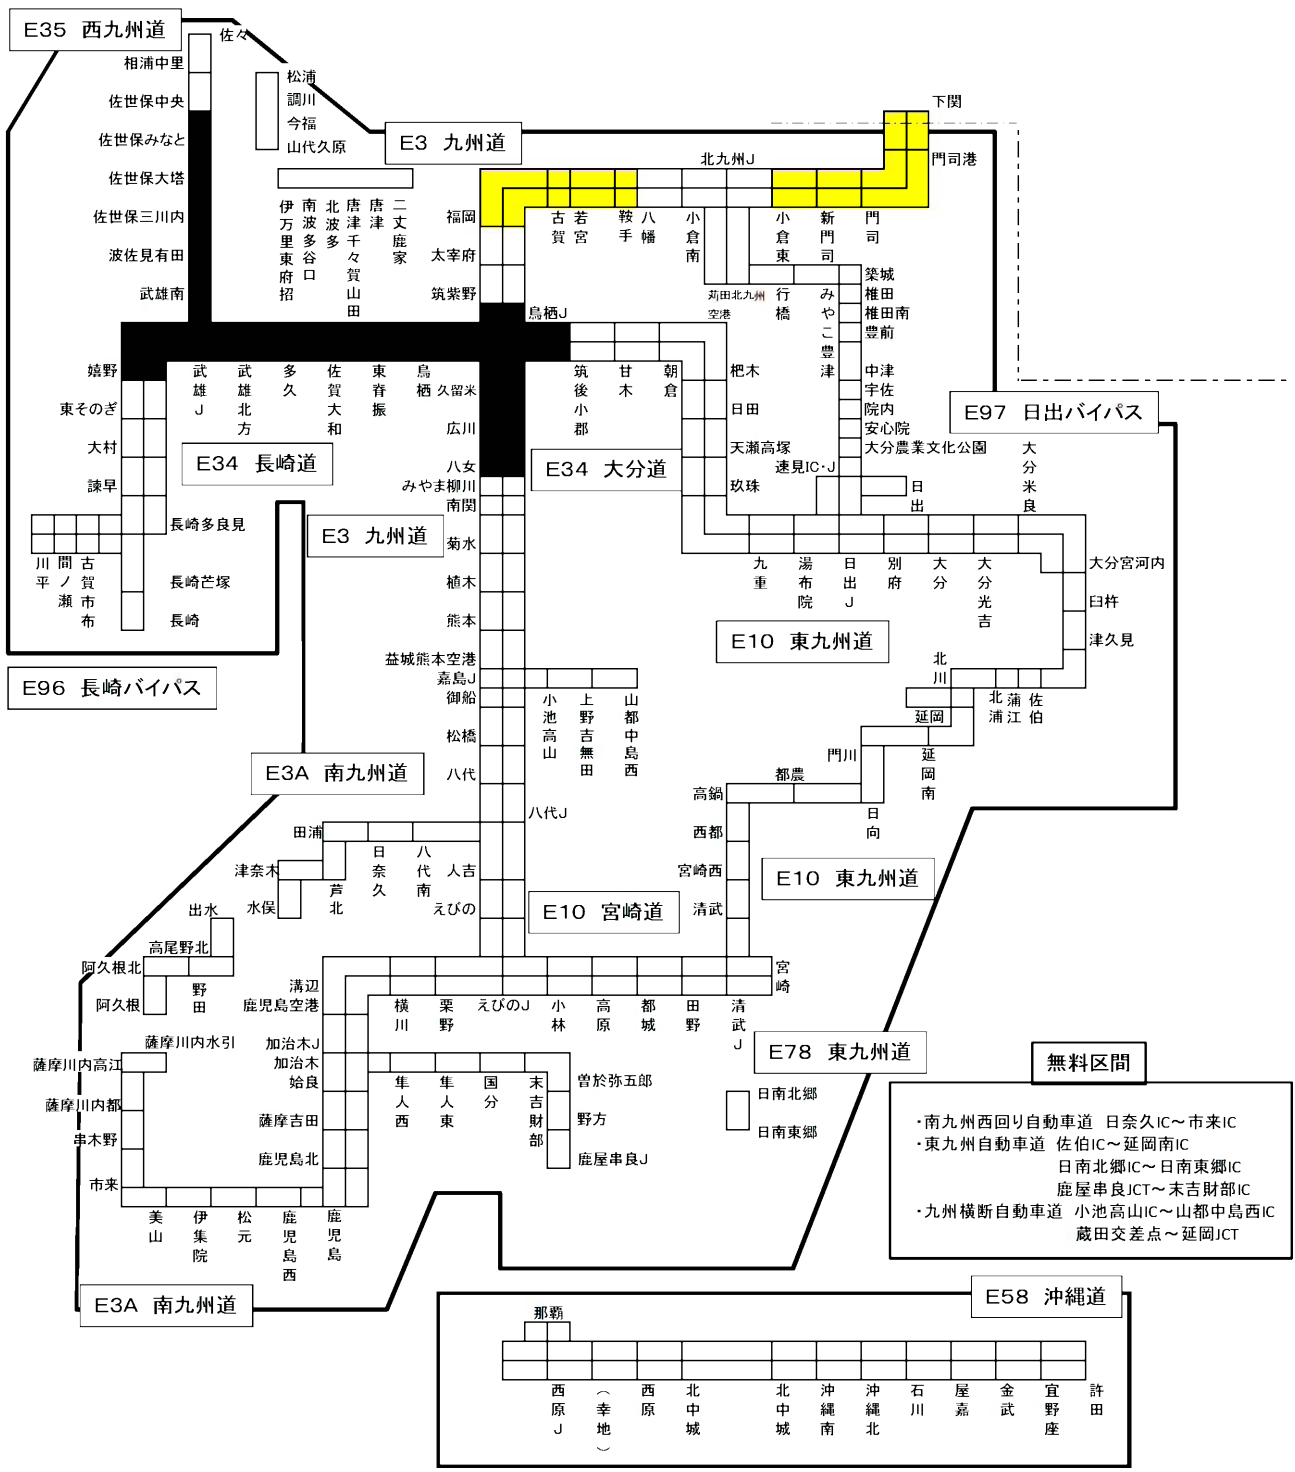 E35 西九州道
佐々
相浦中里
佐世保中央
佐世保みなと
佐世保大塔
佐世保三川内
波佐見有田
武雄南
松浦
調川
今福
山代久原
伊万里東府招
南波多谷口
北波多
唐津千々賀山田
唐津
二丈鹿家
E3 九州道
下関
門司港
北九州J
福岡
古賀
若宮
鞍手
八幡
小倉南
小倉東
新門司
門司
太宰府
筑紫野
鳥栖J
苅田北九州
空港
行橋
みやこ豊津
築城
椎田
椎田南
豊前
中津
宇佐
院内
安心院
大分農業文化公園
速見IC・J
日出
大分米良
E97 日出バイパス
嬉野
武雄J
武雄北方
多久
佐賀大和
東脊振
鳥栖
久留米
筑後小郡
甘木
朝倉
杷木
日田
天瀬高塚
玖珠
東そのぎ
大村
諫早
E34 長崎道
広川
八女
みやま柳川
南関
E34 大分道
長崎多良見
川平
間ノ瀬
古賀市布
長崎芒塚
長崎
E3 九州道
菊水
植木
熊本
益城熊本空港
嘉島J
御船
松橋
八代
九重
湯布院
日出J
別府
大分
大分光吉
大分宮河内
臼杵
津久見
E10 東九州道
北川
北浦
蒲江
佐伯
延岡
延岡南
門川
日向
都農
高鍋
西都
宮崎西
清武
E96 長崎バイパス
小池高山
上野吉無田
山都中島西
E3A 南九州道
八代J
田浦
津奈木
水俣
芦北
日奈久
八代南
人吉
えびの
E10 宮崎道
E10 東九州道
出水
高尾野北
阿久根北
阿久根
野田
溝辺
鹿児島空港
横川
栗野
えびのJ
小林
高原
都城
田野
清武J
宮崎
E78 東九州道
薩摩川内水引
薩摩川内高江
薩摩川内都
串木野
市来
加治木J
加治木
姶良
薩摩吉田
鹿児島北
隼人西
隼人東
国分
末吉財部
曽於弥五郎
野方
鹿屋串良J
日南北郷
日南東郷
美山
伊集院
松元
鹿児島西
鹿児島
E3A 南九州道
無料区間
・南九州西回り自動車道 日奈久IC～市来IC
・東九州自動車道 佐伯IC～延岡南IC
日南北郷IC～日南東郷IC
鹿屋串良JCT～末吉財部IC
・九州横断自動車道 小池高山IC～山都中島西IC
蔵田交差点～延岡JCT
E58 沖縄道
那覇
西原J
（幸地）
西原
北中城
北中城
沖縄南
沖縄北
石川
屋嘉
金武
宜野座
許田